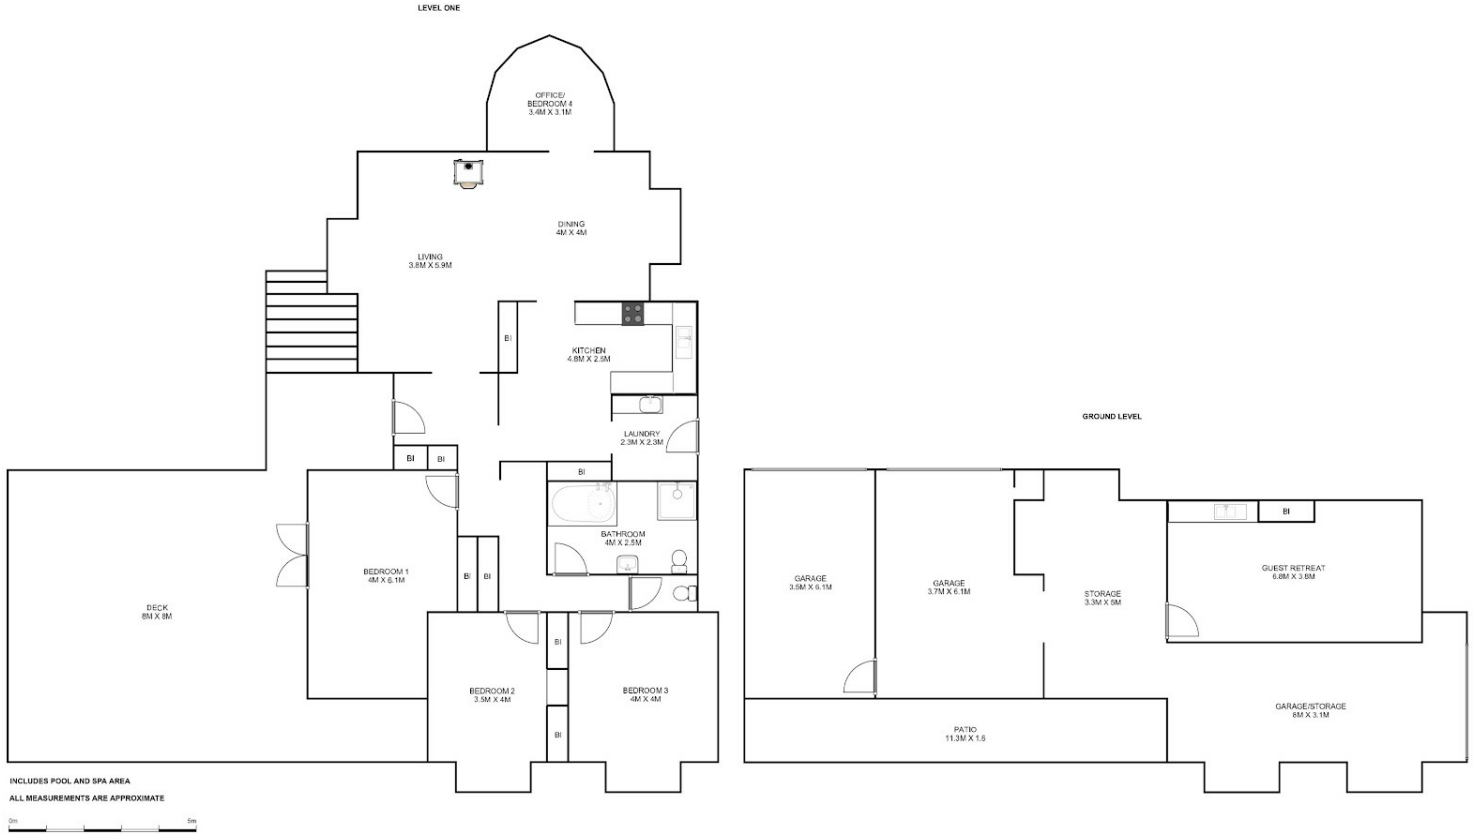 LEVEL ONE
OFFICE/
BEDROOM 4
3.4M X 3.1M
DINING
4M X 4M
LIVING
3.8M X 5.9M
BI
KITCHEN
4.8M X 2.5M
LAUNDRY
2.3M X 2.3M
BI
BI
BI
BATHROOM
4M X 2.5M
BEDROOM 1
4M X 6.1M
BI
BI
DECK
8M X 8M
BI
BEDROOM 2
3.5M X 4M
BEDROOM 3
4M X 4M
BI
INCLUDES POOL AND SPA AREA
ALL MEASUREMENTS ARE APPROXIMATE
0m
5m
GROUND LEVEL
BI
GARAGE
3.5M X 6.1M
GARAGE
3.7M X 6.1M
STORAGE
3.3M X 5M
GUEST RETREAT
6.8M X 3.8M
GARAGE/STORAGE
8M X 3.1M
PATIO
11.3M X 1.6